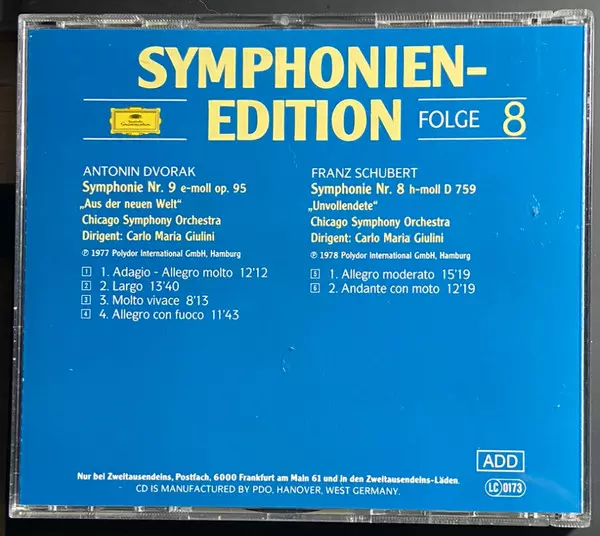 SYMPHONIEN-
EDITION FOLGE 8
Deutsche
Grammophon
ANTONIN DVORAK
Symphonie Nr. 9 e-moll op. 95
„Aus der neuen Welt“
Chicago Symphony Orchestra
Dirigent: Carlo Maria Giulini
℗ 1977 Polydor International GmbH, Hamburg
1 1. Adagio - Allegro molto 12'12
2 2. Largo 13'40
3 3. Molto vivace 8'13
4 4. Allegro con fuoco 11'43
FRANZ SCHUBERT
Symphonie Nr. 8 h-moll D 759
„Unvollendete“
Chicago Symphony Orchestra
Dirigent: Carlo Maria Giulini
℗ 1978 Polydor International GmbH, Hamburg
5 1. Allegro moderato 15'19
6 2. Andante con moto 12'19
ADD
Nur bei Zweitausendeins, Postfach, 6000 Frankfurt am Main 61 und in den Zweitausendeins-Läden.
CD IS MANUFACTURED BY PDO, HANOVER, WEST GERMANY.
LC 0173